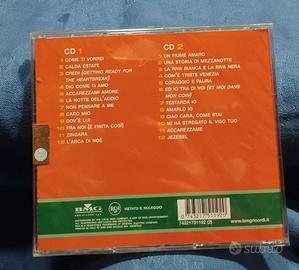 CD 1
1 COME TI VORREI
2 CALDA ESTATE
3 CREDI (GETTING READY FOR
THE HEARTBREAK)
4 DIO COME TI AMO
5 ACCAREZZAMI AMORE
6 LA NOTTE DELL'ADDIO
7 NON PENSARE A ME
8 CARO MIO
9 DOV'È LUI
10 FRA NOI (È FINITA COSÌ)
11 ZINGARA
12 L'ARCA DI NOÈ
CD 2
1 UN FIUME AMARO
2 UNA STORIA DI MEZZANOTTE
3 LA RIVA BIANCA E LA RIVA NERA
4 COM'È TRISTE VENEZIA
5 CORAGGIO E PAURA
6 ED IO TRA DI VOI (ET MOI DANS
MON COIN)
7 TESTARDA IO
8 AMARLO IO
9 CIAO CARA, COME STAI
10 MI HA STREGATO IL VISO TUO
11 ACCAREZZAME
12 JEZEBEL
BMG
RCA
VIETATO IL NOLEGGIO
74321791192 (2)
www.bmgricordi.it
Subito